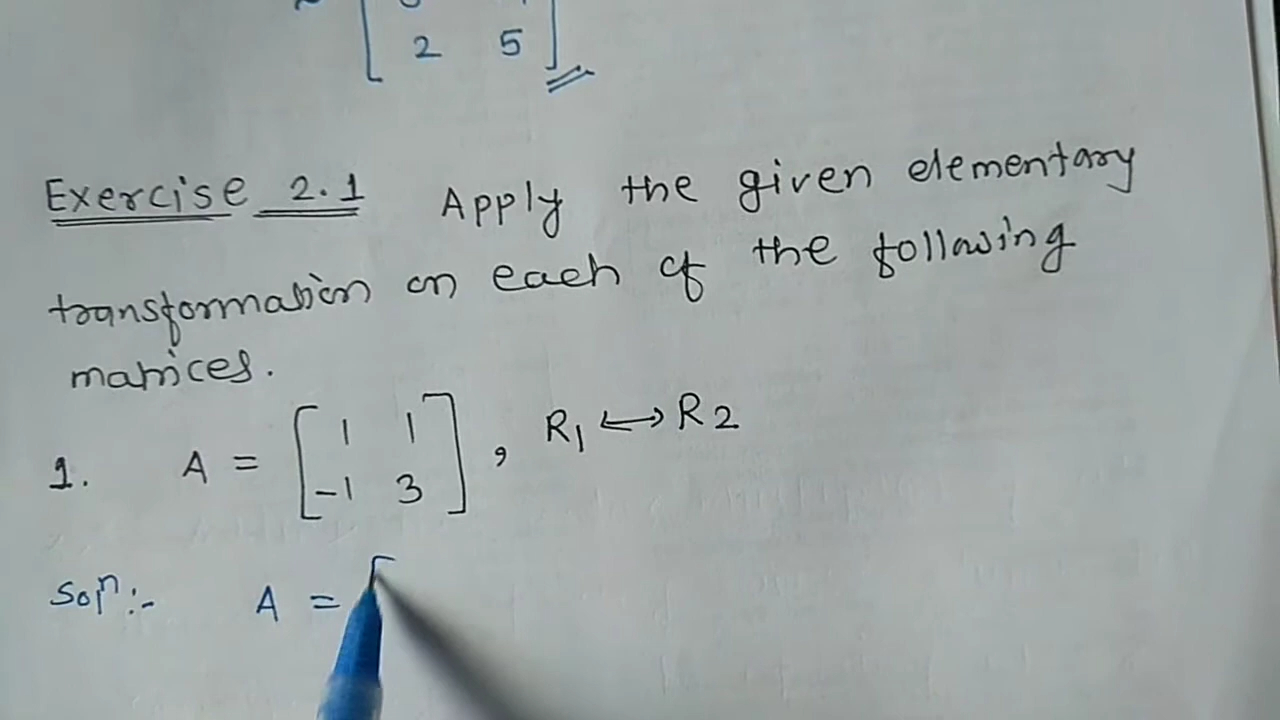 2 5
Exercise 2.1 Apply the given elementary
transformation on each of the following
matrices.
1. A = [ 1 1
-1 3 ] , R1 ↔ R2
Solⁿ:- A = [